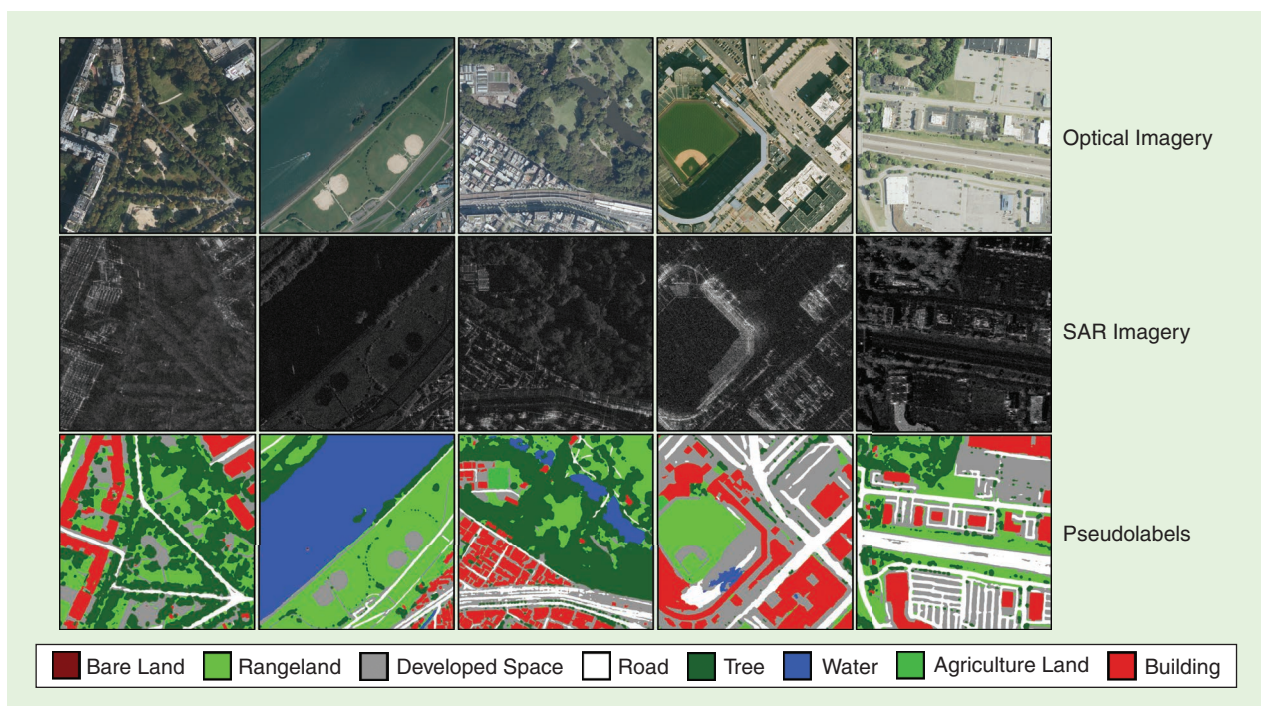 Optical Imagery
SAR Imagery
Pseudolabels
Bare Land Rangeland Developed Space Road Tree Water Agriculture Land Building